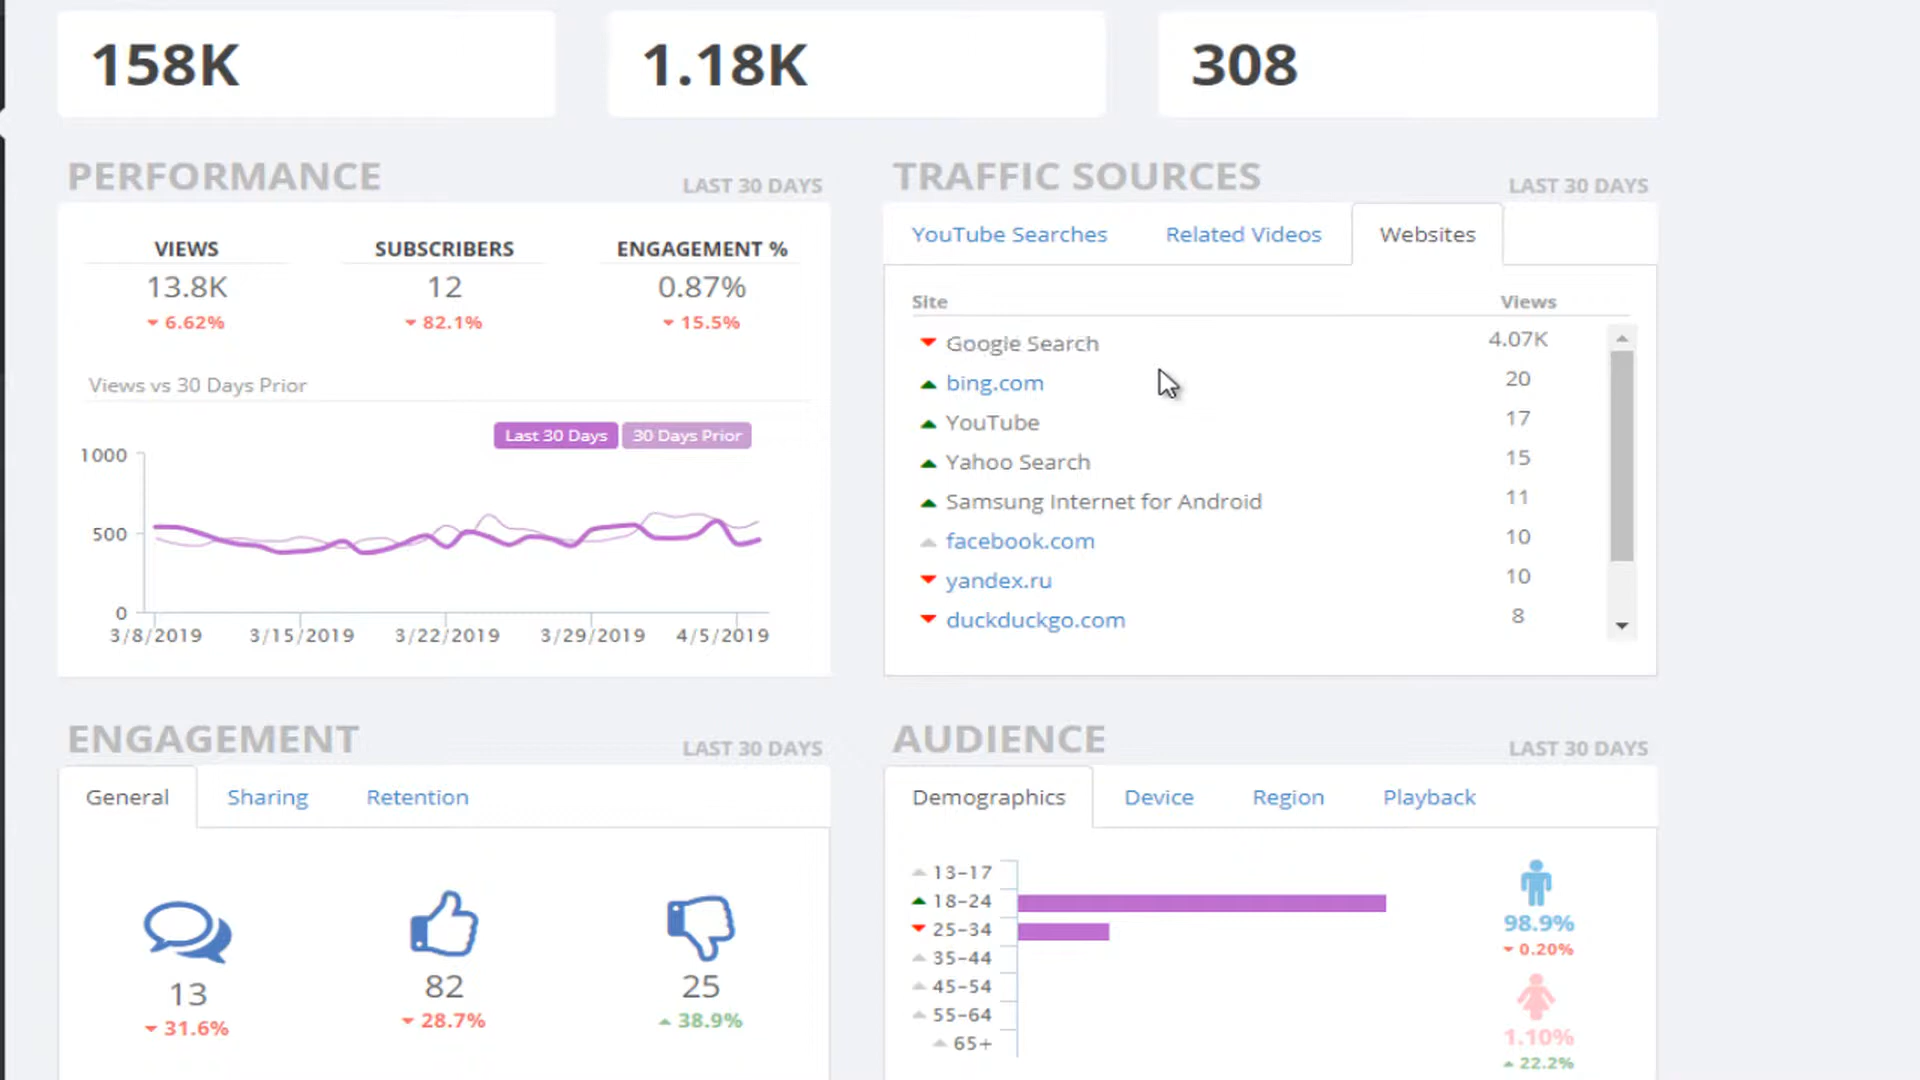 158K
1.18K
308
PERFORMANCE
LAST 30 DAYS
VIEWS
SUBSCRIBERS
ENGAGEMENT %
13.8K
12
0.87%
6.62%
82.1%
15.5%
Views vs 30 Days Prior
Last 30 Days
30 Days Prior
1000
500
0
3/8/2019
3/15/2019
3/22/2019
3/29/2019
4/5/2019
TRAFFIC SOURCES
LAST 30 DAYS
YouTube Searches
Related Videos
Websites
Site
Views
Google Search
4.07K
bing.com
20
YouTube
17
Yahoo Search
15
Samsung Internet for Android
11
facebook.com
10
yandex.ru
10
duckduckgo.com
8
ENGAGEMENT
LAST 30 DAYS
General
Sharing
Retention
13
82
25
31.6%
28.7%
38.9%
AUDIENCE
LAST 30 DAYS
Demographics
Device
Region
Playback
13-17
18-24
25-34
35-44
45-54
55-64
65+
98.9%
0.20%
1.10%
22.2%